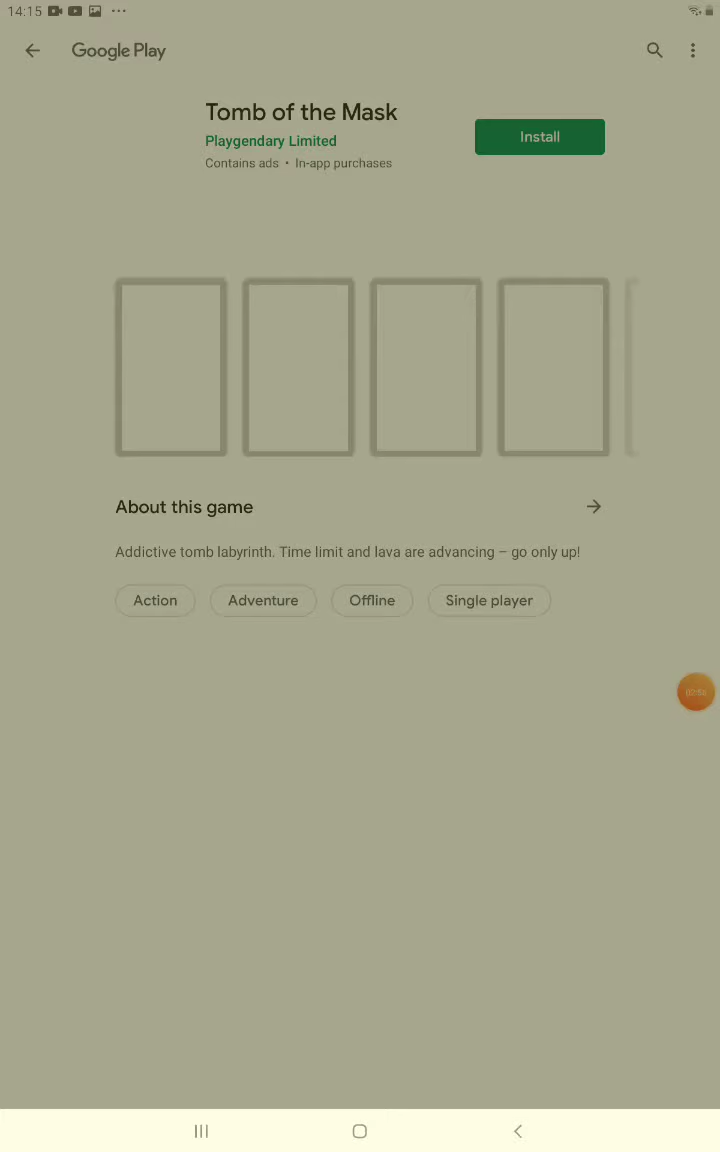 14:15
Google Play
Tomb of the Mask
Playgendary Limited
Install
Contains ads • In-app purchases
About this game
Addictive tomb labyrinth. Time limit and lava are advancing – go only up!
Action
Adventure
Offline
Single player